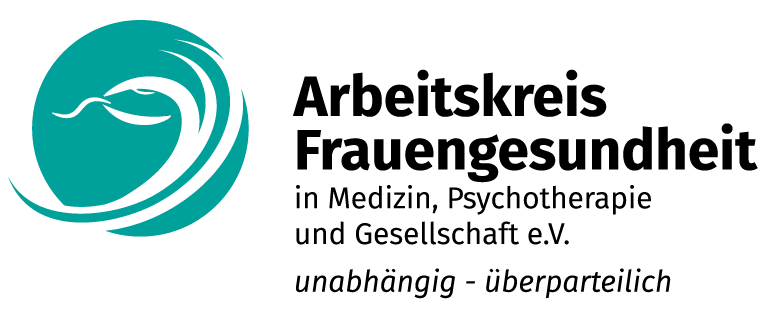 Arbeitskreis
Frauengesundheit
in Medizin, Psychotherapie
und Gesellschaft e.V.
unabhängig - überparteilich